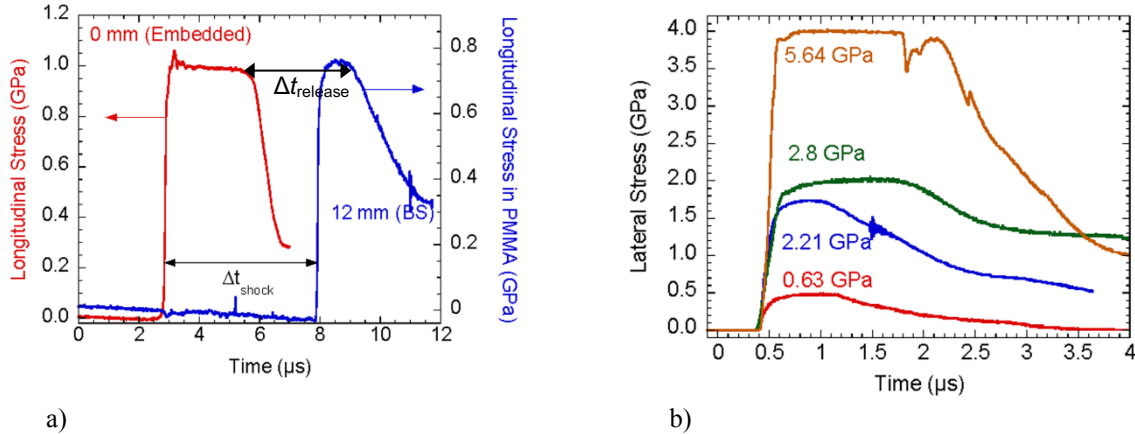 Longitudinal Stress (GPa)
1.2
1.0
0.8
0.6
0.4
0.2
0.0
0 mm (Embedded)
Δt release
12 mm (BS)
Δt shock
0.8
0.6
0.4
0.2
0
Longitudinal Stress in PMMA (GPa)
0 2 4 6 8 10 12
Time (µs)
a)
Lateral Stress (GPa)
4.0
3.5
3.0
2.5
2.0
1.5
1.0
0.5
0.0
5.64 GPa
2.8 GPa
2.21 GPa
0.63 GPa
0 0.5 1 1.5 2 2.5 3 3.5 4
Time (µs)
b)